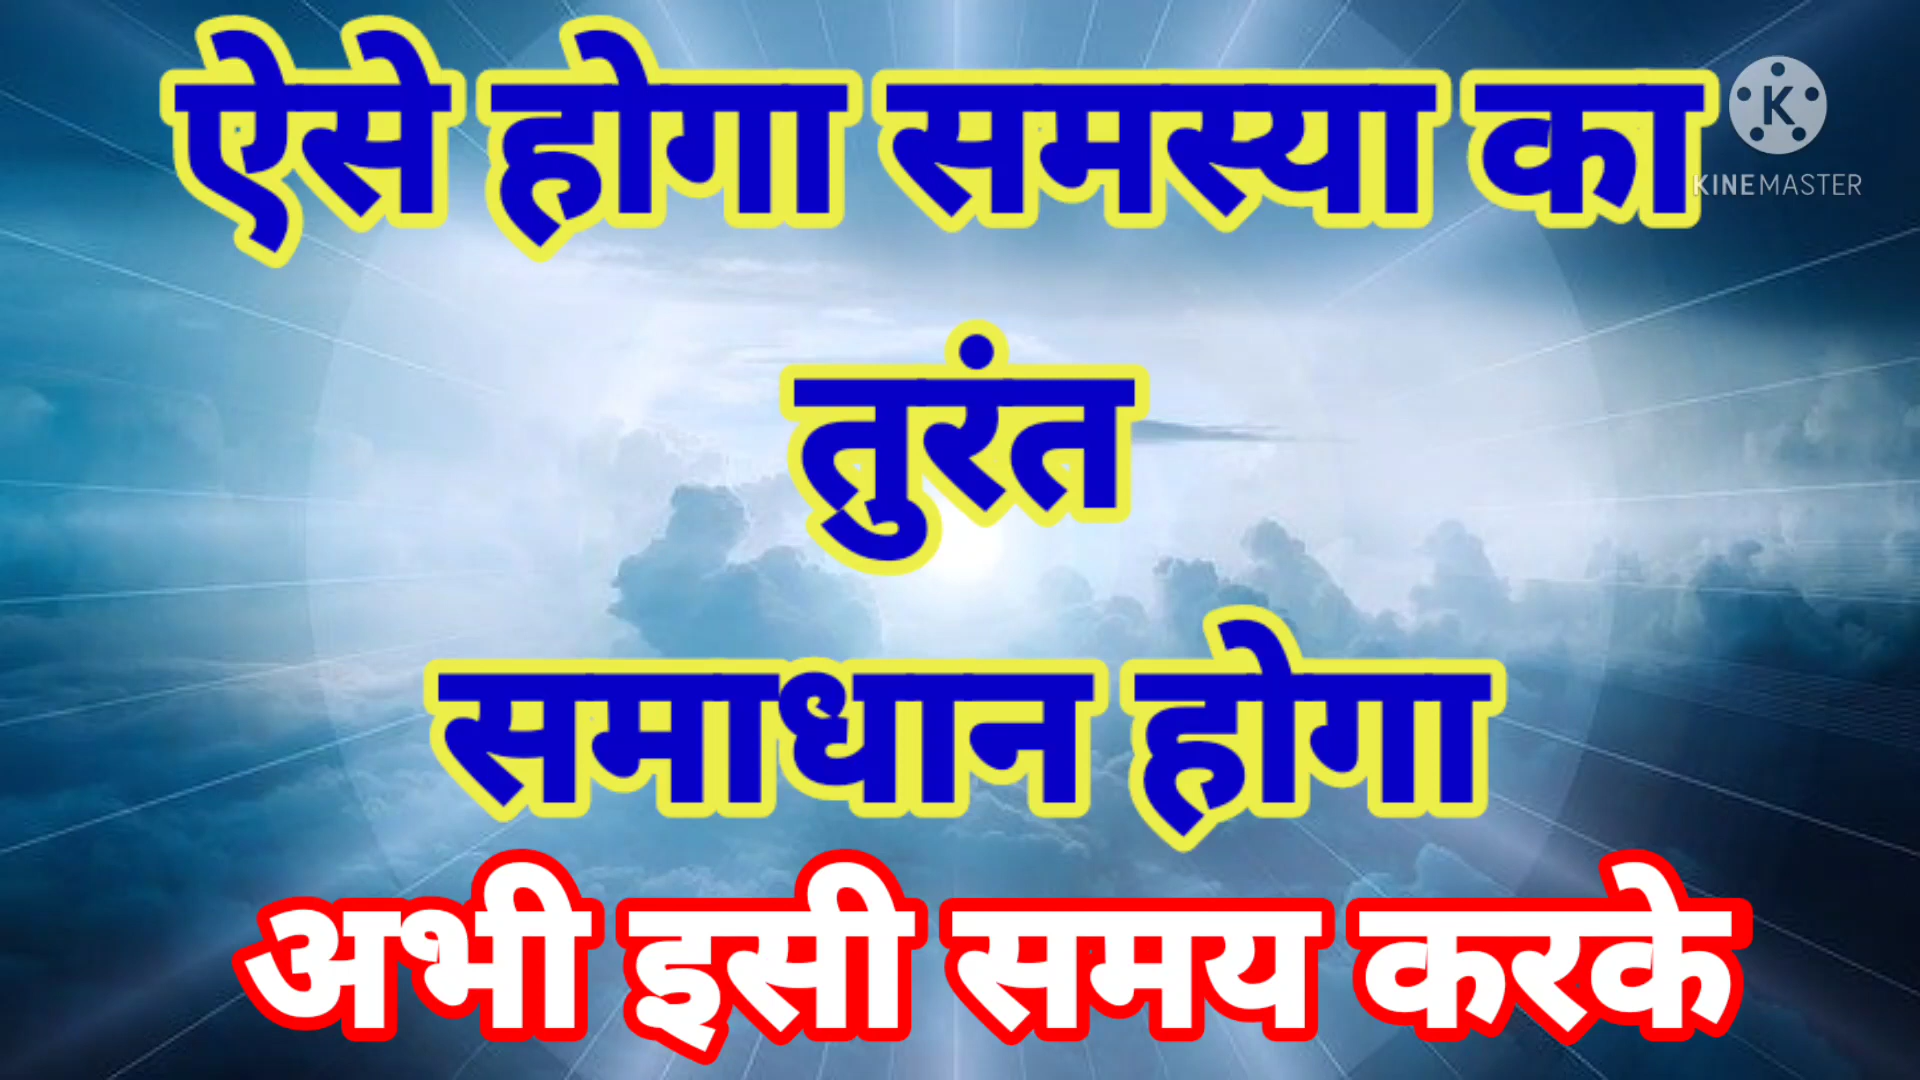 ऐसे होगा समस्या का
K
KINEMASTER
तुरंत
समाधान होगा
अभी इसी समय करके